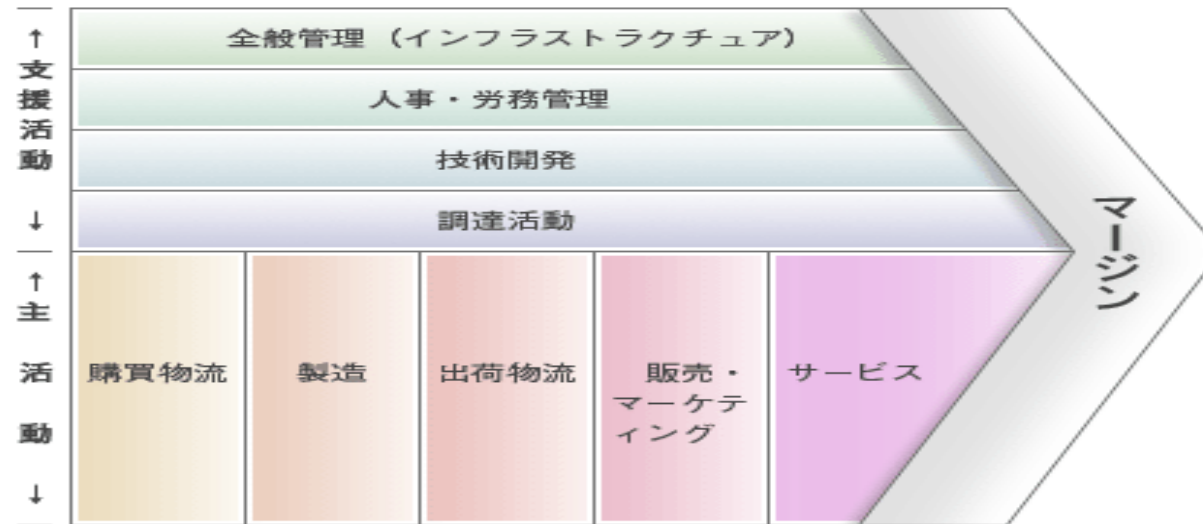 ↑支援活動↓
全般管理（インフラストラクチュア）
人事・労務管理
技術開発
調達活動
↑主活動↓
購買物流
製造
出荷物流
販売・
マーケテ
ィング
サービス
マージン